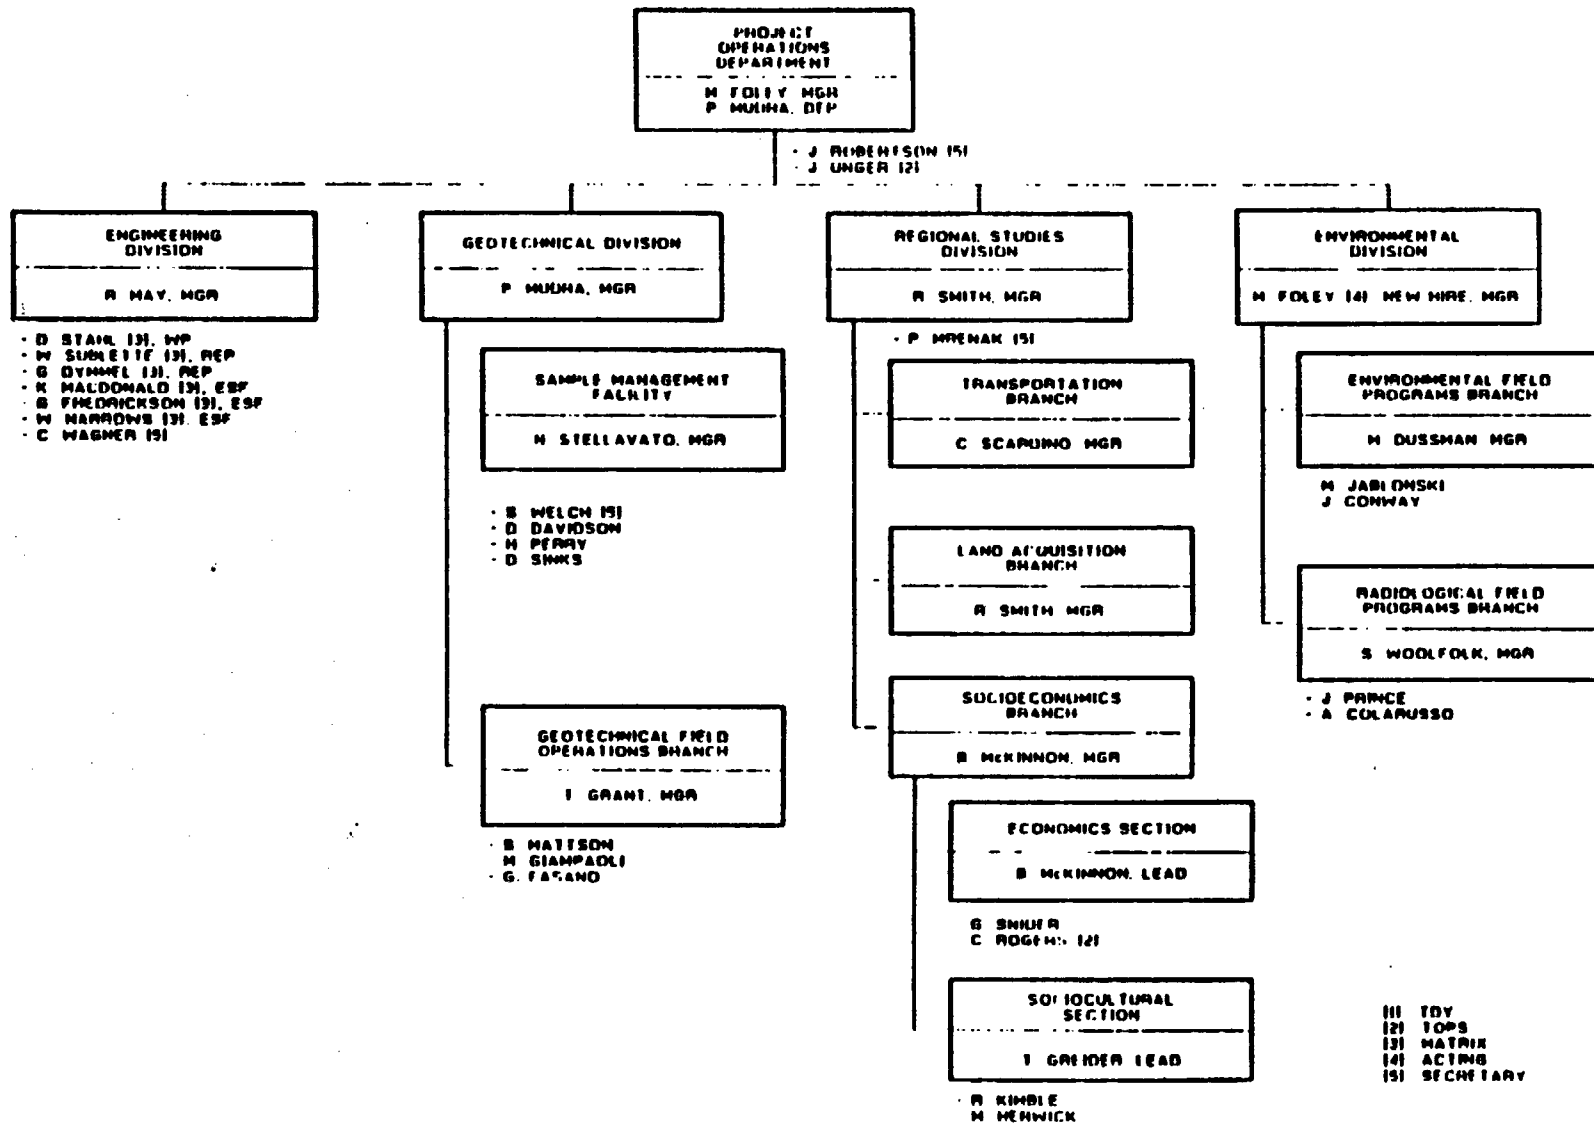 PROJECT
OPERATIONS
DEPARTMENT
M FOLEY MGR
P MUDHA, DEP
- J ROBERTSON [5]
- J UNGER [2]
ENGINEERING
DIVISION
R MAY, MGR
- D STAHL [3], WP
- W SUBLETTE [3], REP
- G DYMMEL [3], REP
- K MALDONALD [3], ESF
- B FREDRICKSON [3], ESF
- W NARROWS [3], ESF
- C WAGNER [5]
GEOTECHNICAL DIVISION
P MUDHA, MGR
SAMPLE MANAGEMENT
FACILITY
N STELLAVATO, MGR
- B WELCH [5]
- D DAVIDSON
- H PERRY
- D SINKS
GEOTECHNICAL FIELD
OPERATIONS BRANCH
T GRANT, MGR
- B MATTSON
M GIAMPAOLI
- G. FASANO
REGIONAL STUDIES
DIVISION
R SMITH, MGR
- P MRENAK [5]
TRANSPORTATION
BRANCH
C SCARDINO MGR
LAND ACQUISITION
BRANCH
R SMITH MGR
SOCIOECONOMICS
BRANCH
B McKINNON, MGR
ECONOMICS SECTION
B McKINNON, LEAD
G
C ROGERS [2]
SOCIOCULTURAL
SECTION
T GREIDER LEAD
- R KIMBLE
M HERWICK
ENVIRONMENTAL
DIVISION
M FOLEY [4] NEW HIRE, MGR
ENVIRONMENTAL FIELD
PROGRAMS BRANCH
M DUSSMAN MGR
M JABLONSKI
J CONWAY
RADIOLOGICAL FIELD
PROGRAMS BRANCH
S WOOLFOLK, MGR
- J PRINCE
- A COLARUSSO
[1] TDY
[2] TOPS
[3] MATRIX
[4] ACTING
[5] SECRETARY